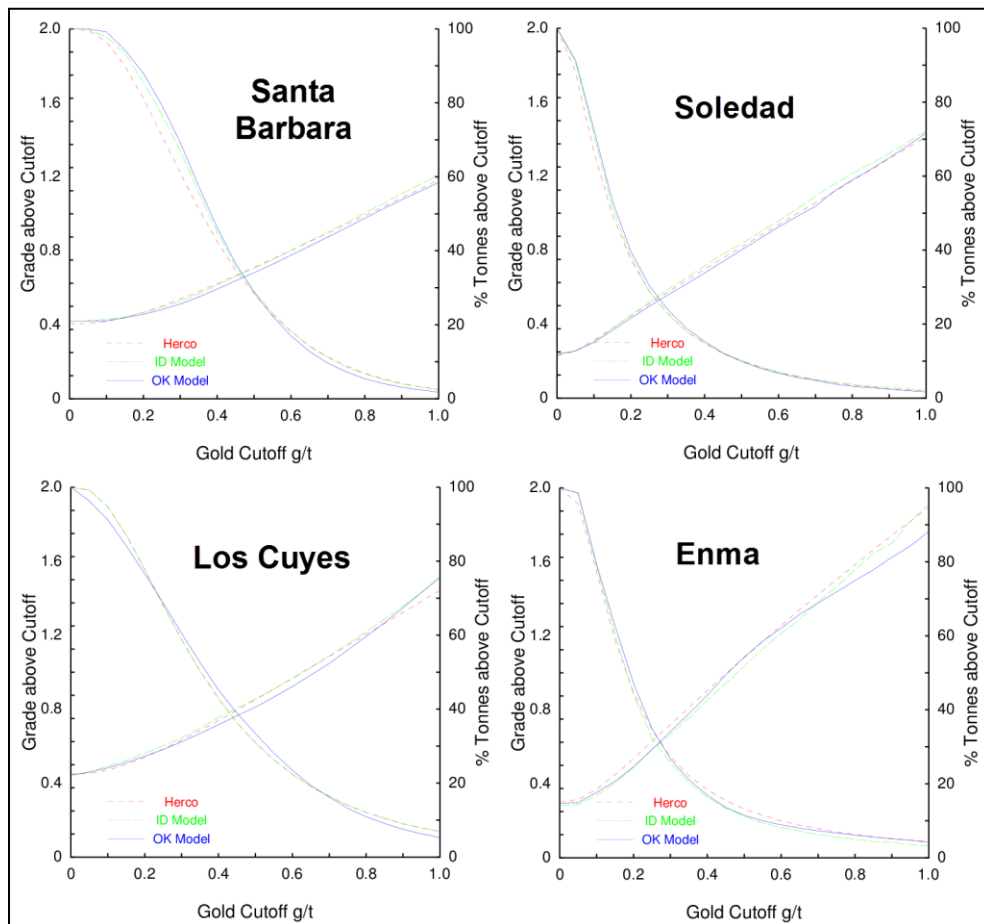 Santa
Barbara
Grade above Cutoff
% Tonnes above Cutoff
2.0
1.6
1.2
0.8
0.4
0
100
80
60
40
20
0
Herco
ID Model
OK Model
0 0.2 0.4 0.6 0.8 1.0
Gold Cutoff g/t
Soledad
Grade above Cutoff
% Tonnes above Cutoff
2.0
1.6
1.2
0.8
0.4
0
100
80
60
40
20
0
Herco
ID Model
OK Model
0 0.2 0.4 0.6 0.8 1.0
Gold Cutoff g/t
Los Cuyes
Grade above Cutoff
% Tonnes above Cutoff
2.0
1.6
1.2
0.8
0.4
0
100
80
60
40
20
0
Herco
ID Model
OK Model
0 0.2 0.4 0.6 0.8 1.0
Gold Cutoff g/t
Enma
Grade above Cutoff
% Tonnes above Cutoff
2.0
1.6
1.2
0.8
0.4
0
100
80
60
40
20
0
Herco
ID Model
OK Model
0 0.2 0.4 0.6 0.8 1.0
Gold Cutoff g/t